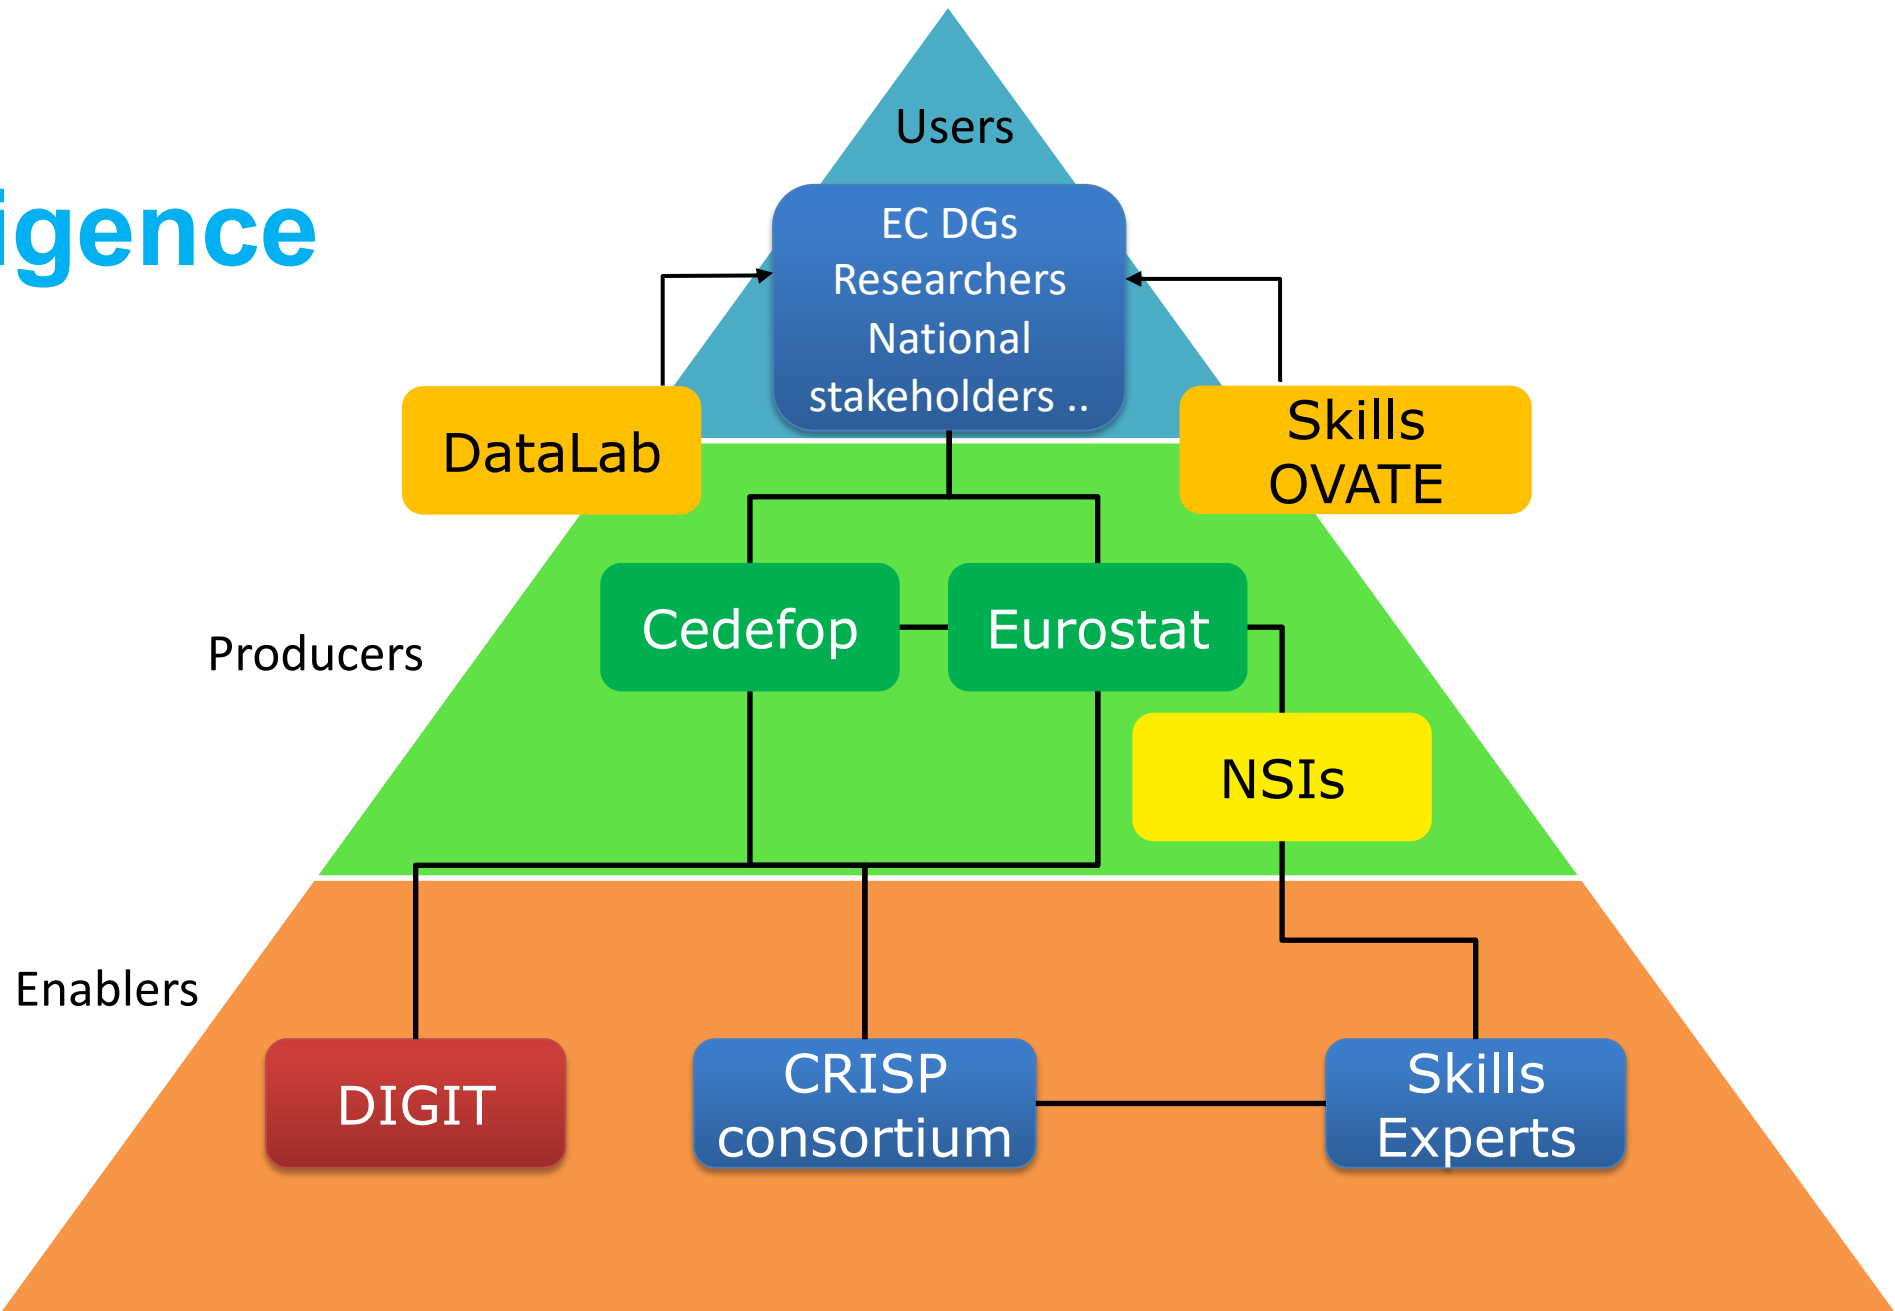 Users
igence
EC DGs
Researchers
National
stakeholders ..
DataLab
Skills
OVATE
Cedefop
Eurostat
Producers
NSIs
Enablers
DIGIT
CRISP
consortium
Skills
Experts